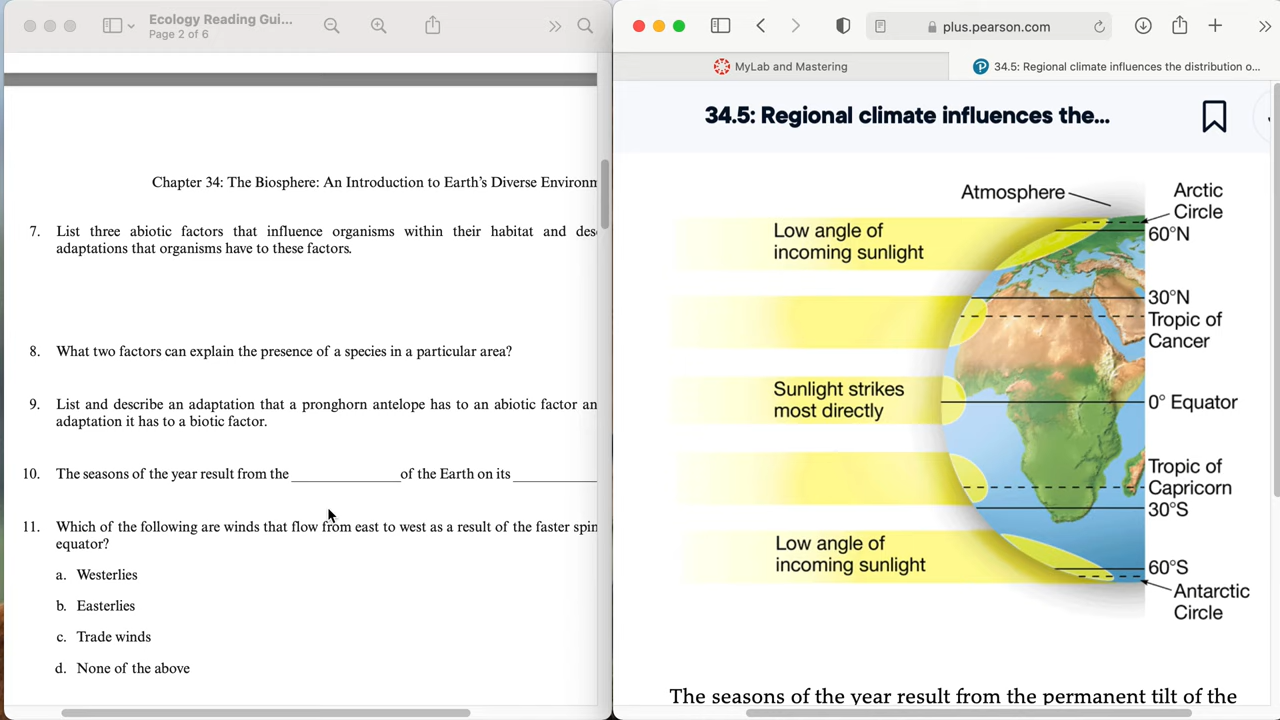 Ecology Reading Gui...
Page 2 of 6
Chapter 34: The Biosphere: An Introduction to Earth's Diverse Environm
7. List three abiotic factors that influence organisms within their habitat and des
adaptations that organisms have to these factors.
8. What two factors can explain the presence of a species in a particular area?
9. List and describe an adaptation that a pronghorn antelope has to an abiotic factor an
adaptation it has to a biotic factor.
10. The seasons of the year result from the ______________of the Earth on its ___________
11. Which of the following are winds that flow from east to west as a result of the faster spin
equator?
a. Westerlies
b. Easterlies
c. Trade winds
d. None of the above
plus.pearson.com
MyLab and Mastering
34.5: Regional climate influences the distribution o...
34.5: Regional climate influences the...
Atmosphere
Arctic
Circle
Low angle of
incoming sunlight
60°N
30°N
Tropic of
Cancer
Sunlight strikes
most directly
0° Equator
Tropic of
Capricorn
30°S
Low angle of
incoming sunlight
60°S
Antarctic
Circle
The seasons of the year result from the permanent tilt of the